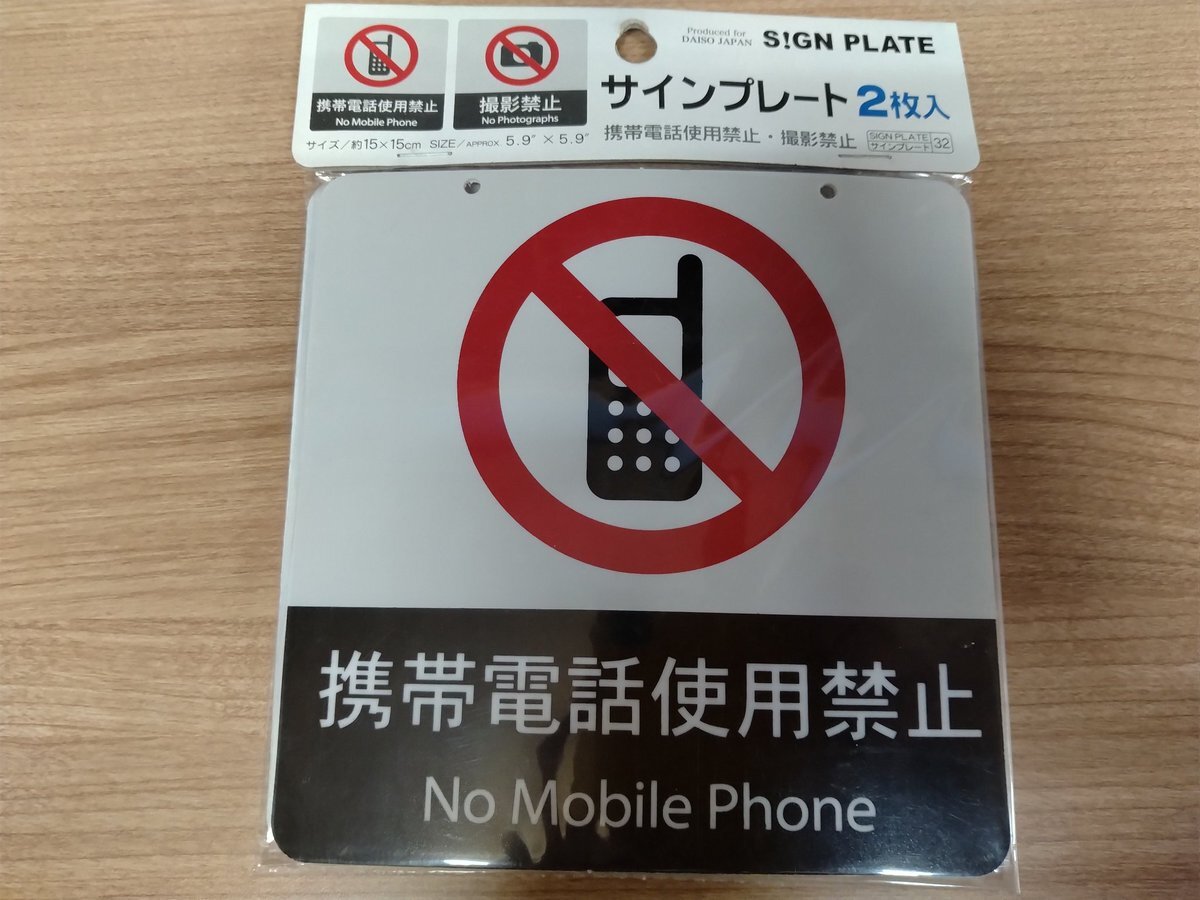 携帯電話使用禁止
No Mobile Phone
撮影禁止
No Photographs
サイズ/約15×15cm SIZE/APPROX. 5.9" × 5.9"
Produced for
DAISO JAPAN
S!GN PLATE
サインプレート 2枚入
携帯電話使用禁止・撮影禁止
SIGN PLATE
サインプレート 32
携帯電話使用禁止
No Mobile Phone